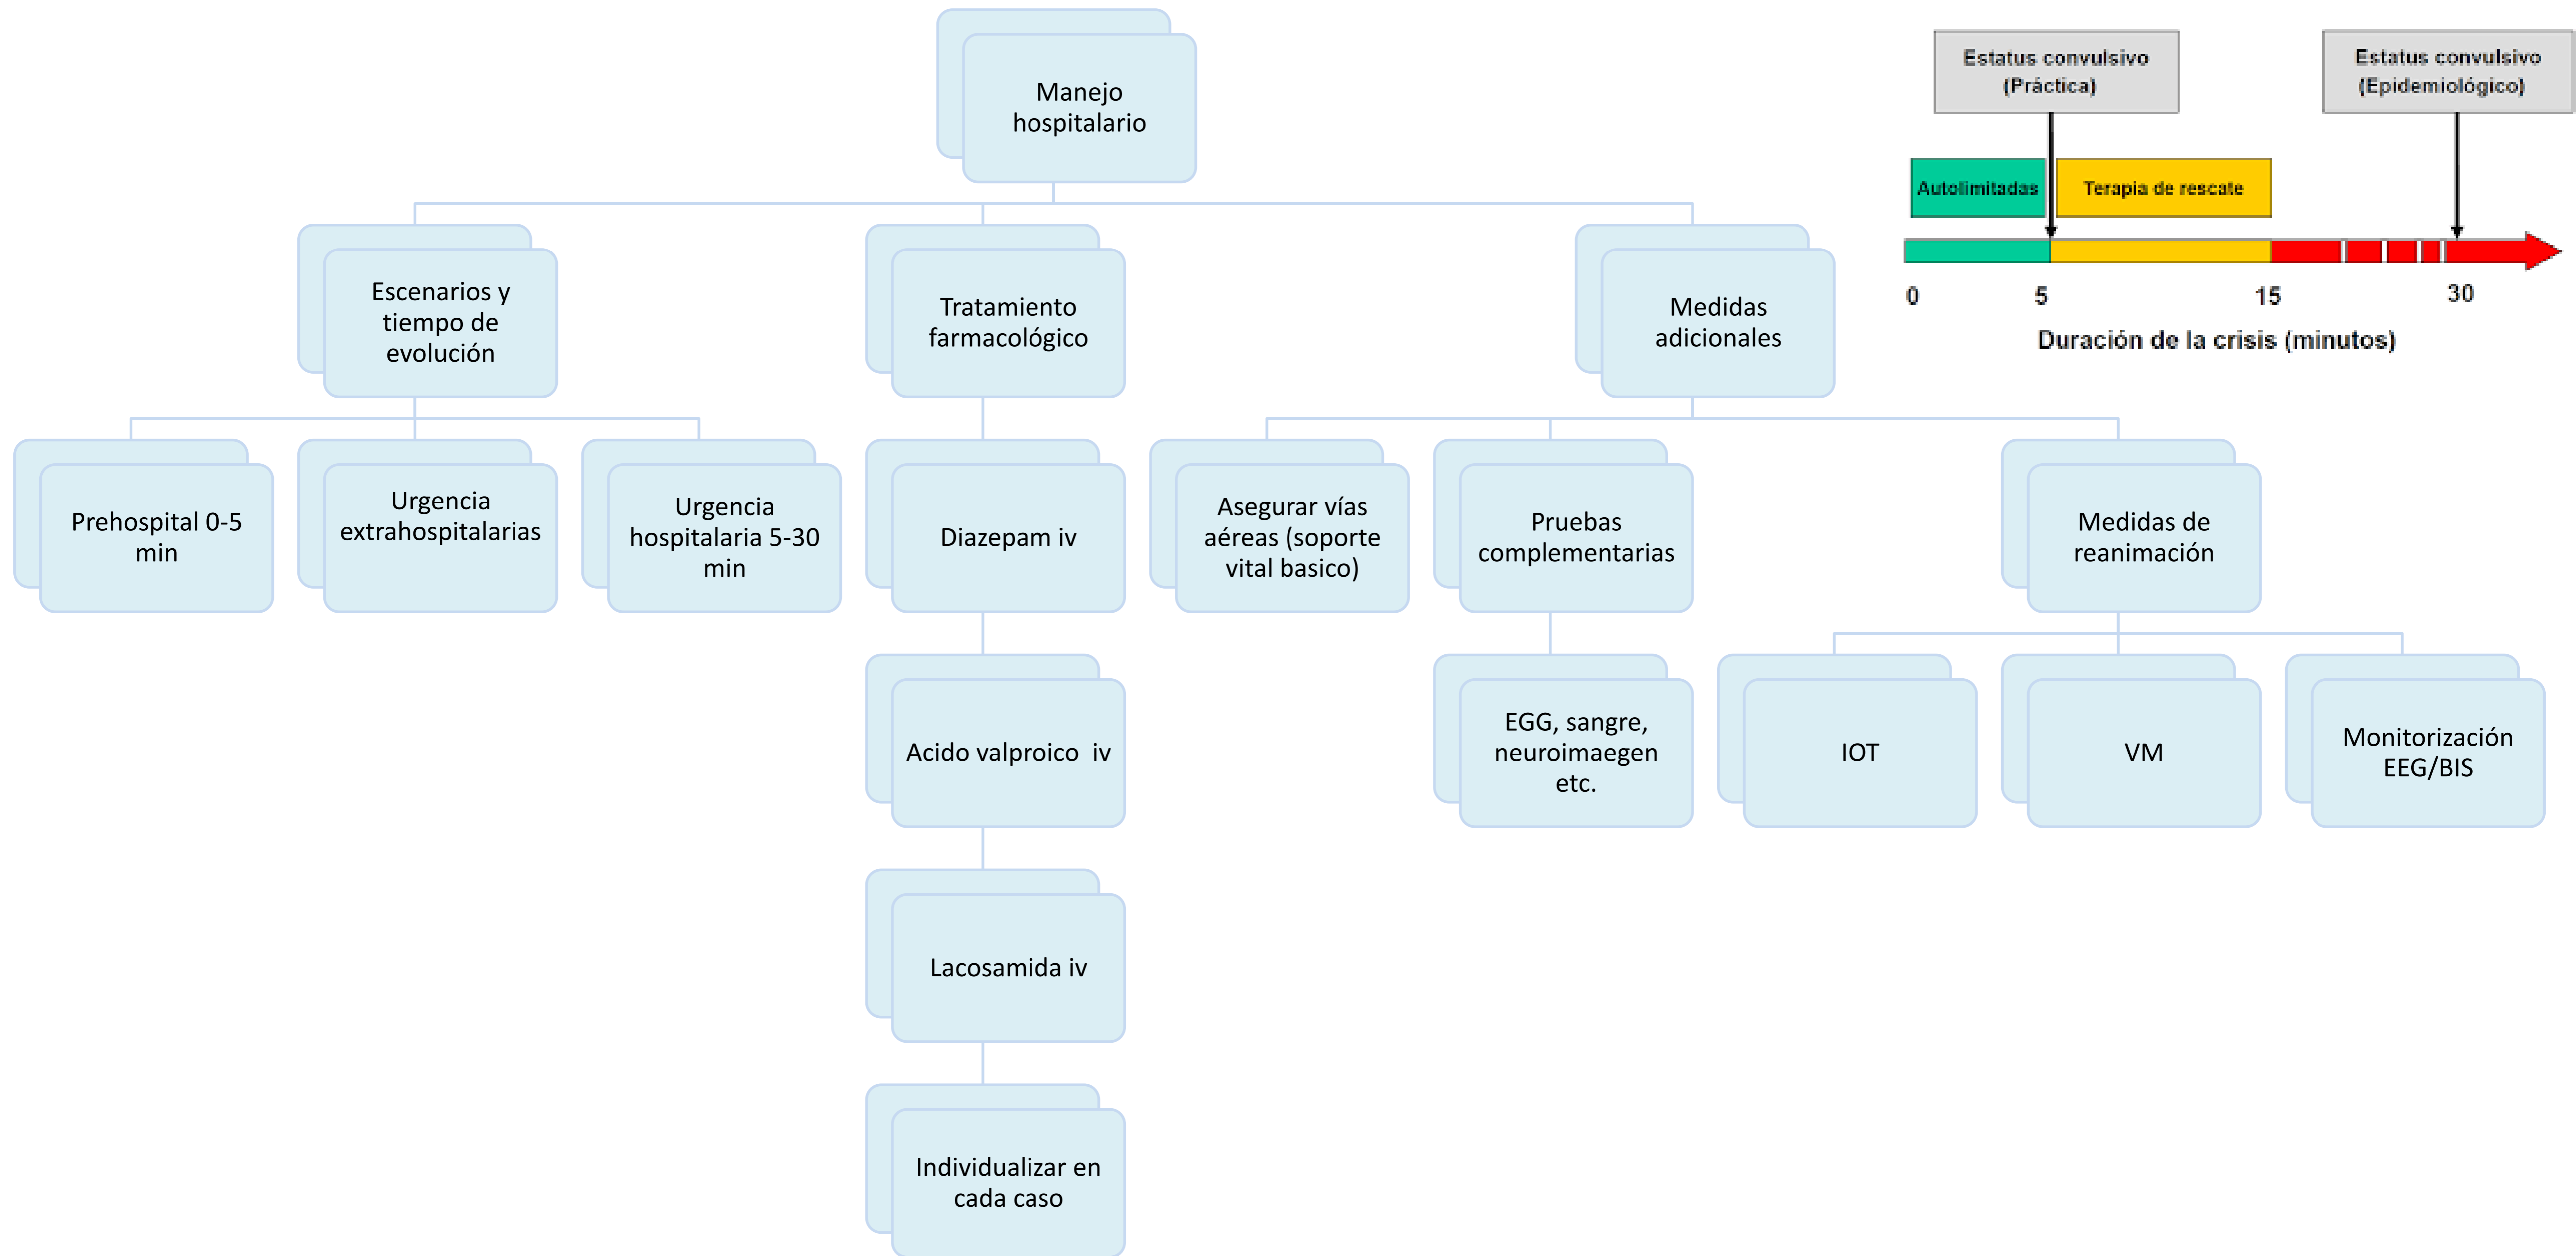 Manejo
hospitalario
Estatus convulsivo
(Práctica)
Estatus convulsivo
(Epidemiológico)
Autolimitadas
Terapia de rescate
0
5
15
30
Duración de la crisis (minutos)
Escenarios y
tiempo de
evolución
Tratamiento
farmacológico
Medidas
adicionales
Prehospital 0-5
min
Urgencia
extrahospitalarias
Urgencia
hospitalaria 5-30
min
Diazepam iv
Asegurar vías
aéreas (soporte
vital basico)
Pruebas
complementarias
Medidas de
reanimación
Acido valproico  iv
EGG, sangre,
neuroimaegen
etc.
IOT
VM
Monitorización
EEG/BIS
Lacosamida iv
Individualizar en
cada caso